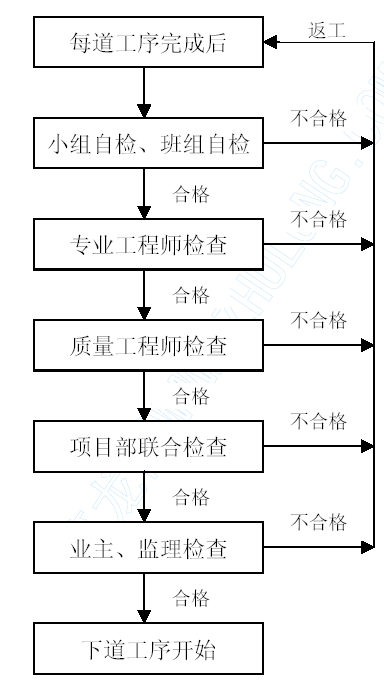 返工
每道工序完成后
不合格
小组自检、班组自检
合格
不合格
专业工程师检查
合格
不合格
质量工程师检查
合格
不合格
项目部联合检查
合格
不合格
业主、监理检查
合格
下道工序开始